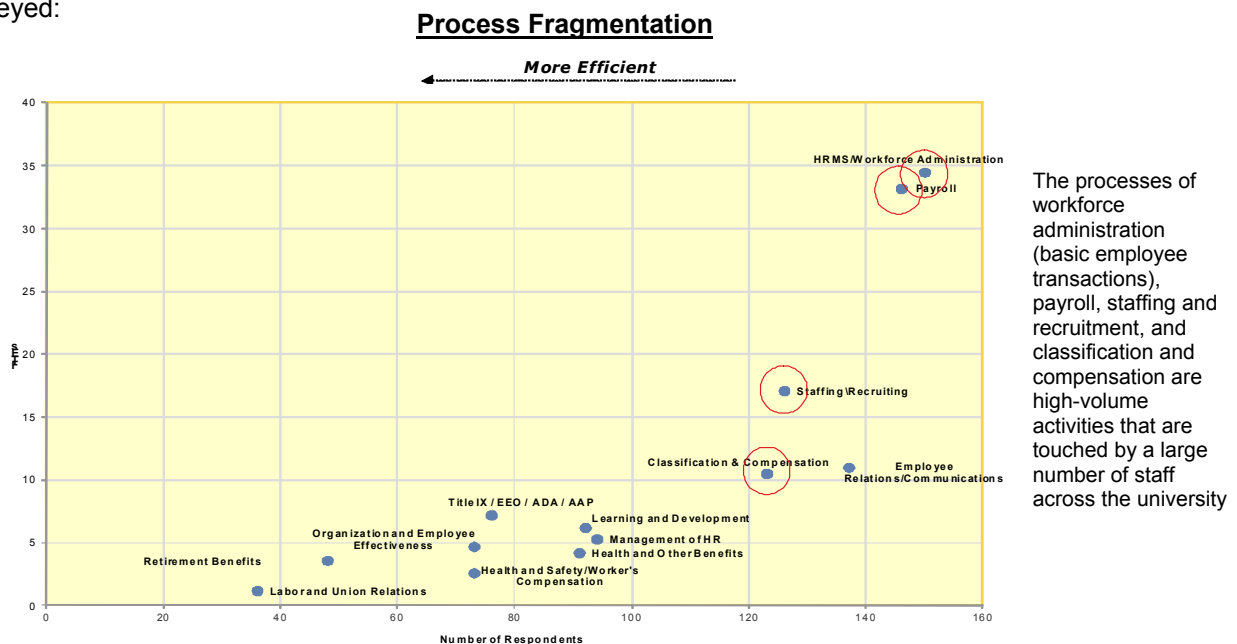 eyed:
Process Fragmentation
More Efficient
40
35
30
25
20
15
10
5
0
HRMS/Workforce Administration
Payroll
Staffing\Recruiting
Classification & Compensation
Employee
Relations/Communications
Title IX / EEO / ADA / AAP
Learning and Development
Organization and Employee
Effectiveness
Management of HR
Health and Other Benefits
Retirement Benefits
Health and Safety/Worker's
Compensation
Labor and Union Relations
0 20 40 60 80 100 120 140 160
Number of Respondents
The processes of
workforce
administration
(basic employee
transactions),
payroll, staffing and
recruitment, and
classification and
compensation are
high-volume
activities that are
touched by a large
number of staff
across the university